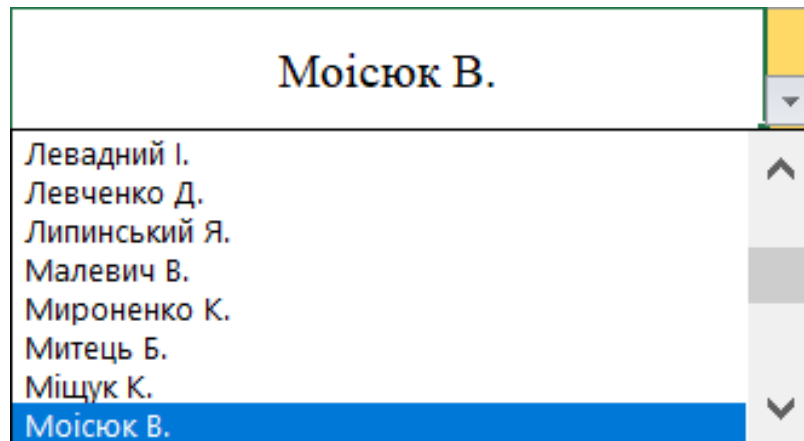 Моісюк В.
Левадний І.
Левченко Д.
Липинський Я.
Малевич В.
Мироненко К.
Митець Б.
Міщук К.
Моісюк В.